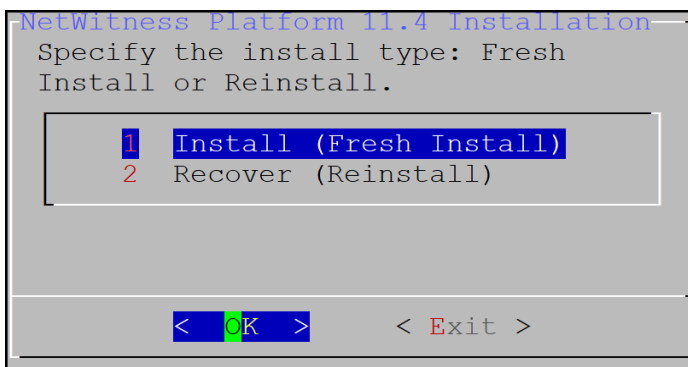 NetWitness Platform 11.4 Installation
Specify the install type: Fresh
Install or Reinstall.
1 Install (Fresh Install)
2 Recover (Reinstall)
< OK > < Exit >